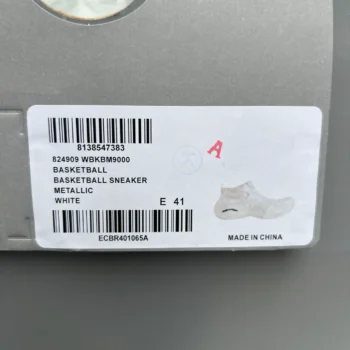 8138547383
824909 WBKBM9000
BASKETBALL
BASKETBALL SNEAKER
METALLIC
WHITE E 41
A
ECBR401065A
MADE IN CHINA